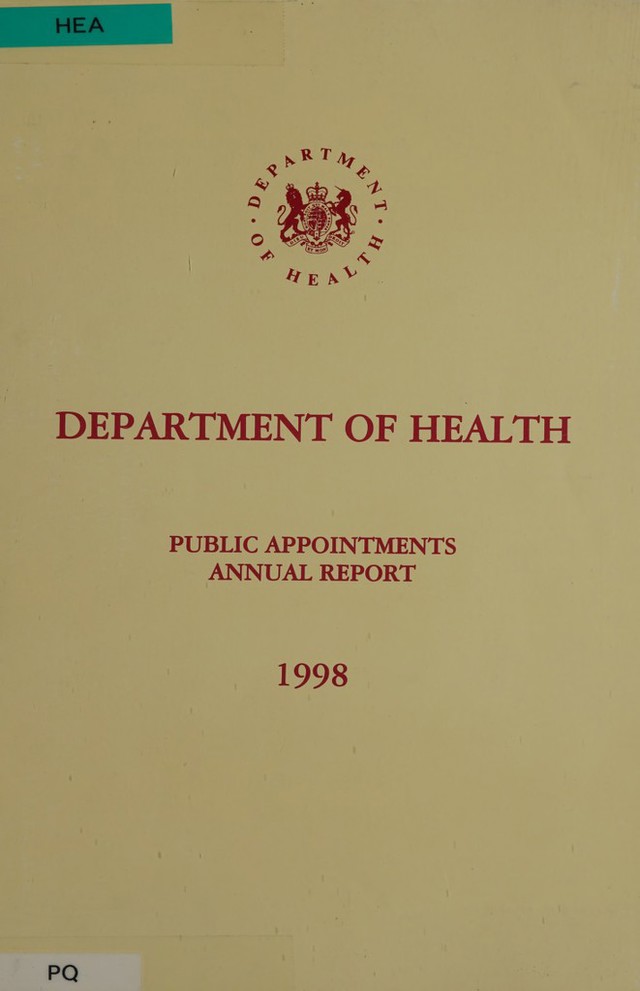 HEA
DEPARTMENT
OF HEALTH
DEPARTMENT OF HEALTH
PUBLIC APPOINTMENTS
ANNUAL REPORT
1998
PQ